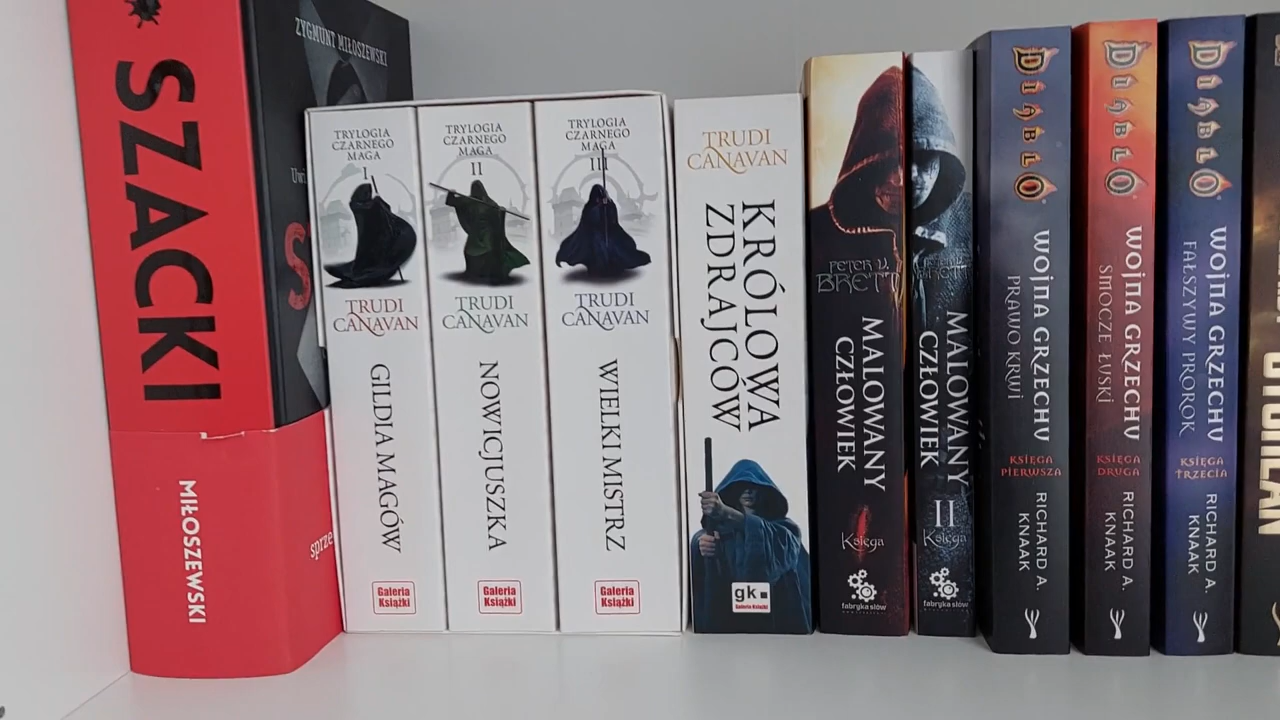 SZACKI
MIŁOSZEWSKI
ZYGMUNT MIŁOSZEWSKI
TRYLOGIA
CZARNEGO
MAGA
I
TRUDI
CANAVAN
GILDIA MAGÓW
Galeria
Książki
TRYLOGIA
CZARNEGO
MAGA
II
TRUDI
CANAVAN
NOWICJUSZKA
Galeria
Książki
TRYLOGIA
CZARNEGO
MAGA
III
TRUDI
CANAVAN
WIELKI MISTRZ
Galeria
Książki
TRUDI
CANAVAN
KRÓLOWA
ZDRAJCÓW
gk
Galeria Książki
PETER V.
BRETT
MALOWANY
CZŁOWIEK
I
Księga
fabryka słów
PETER V.
BRETT
MALOWANY
CZŁOWIEK
II
Księga
fabryka słów
DIABLO
WOJNA GRZECHU
PRAWO KRWI
KSIĘGA
PIERWSZA
RICHARD A.
KNAAK
DIABLO
WOJNA GRZECHU
SMOCZE ŁUSKI
KSIĘGA
DRUGA
RICHARD A.
KNAAK
DIABLO
WOJNA GRZECHU
FAŁSZYWY PROROK
KSIĘGA
TRZECIA
RICHARD A.
KNAAK